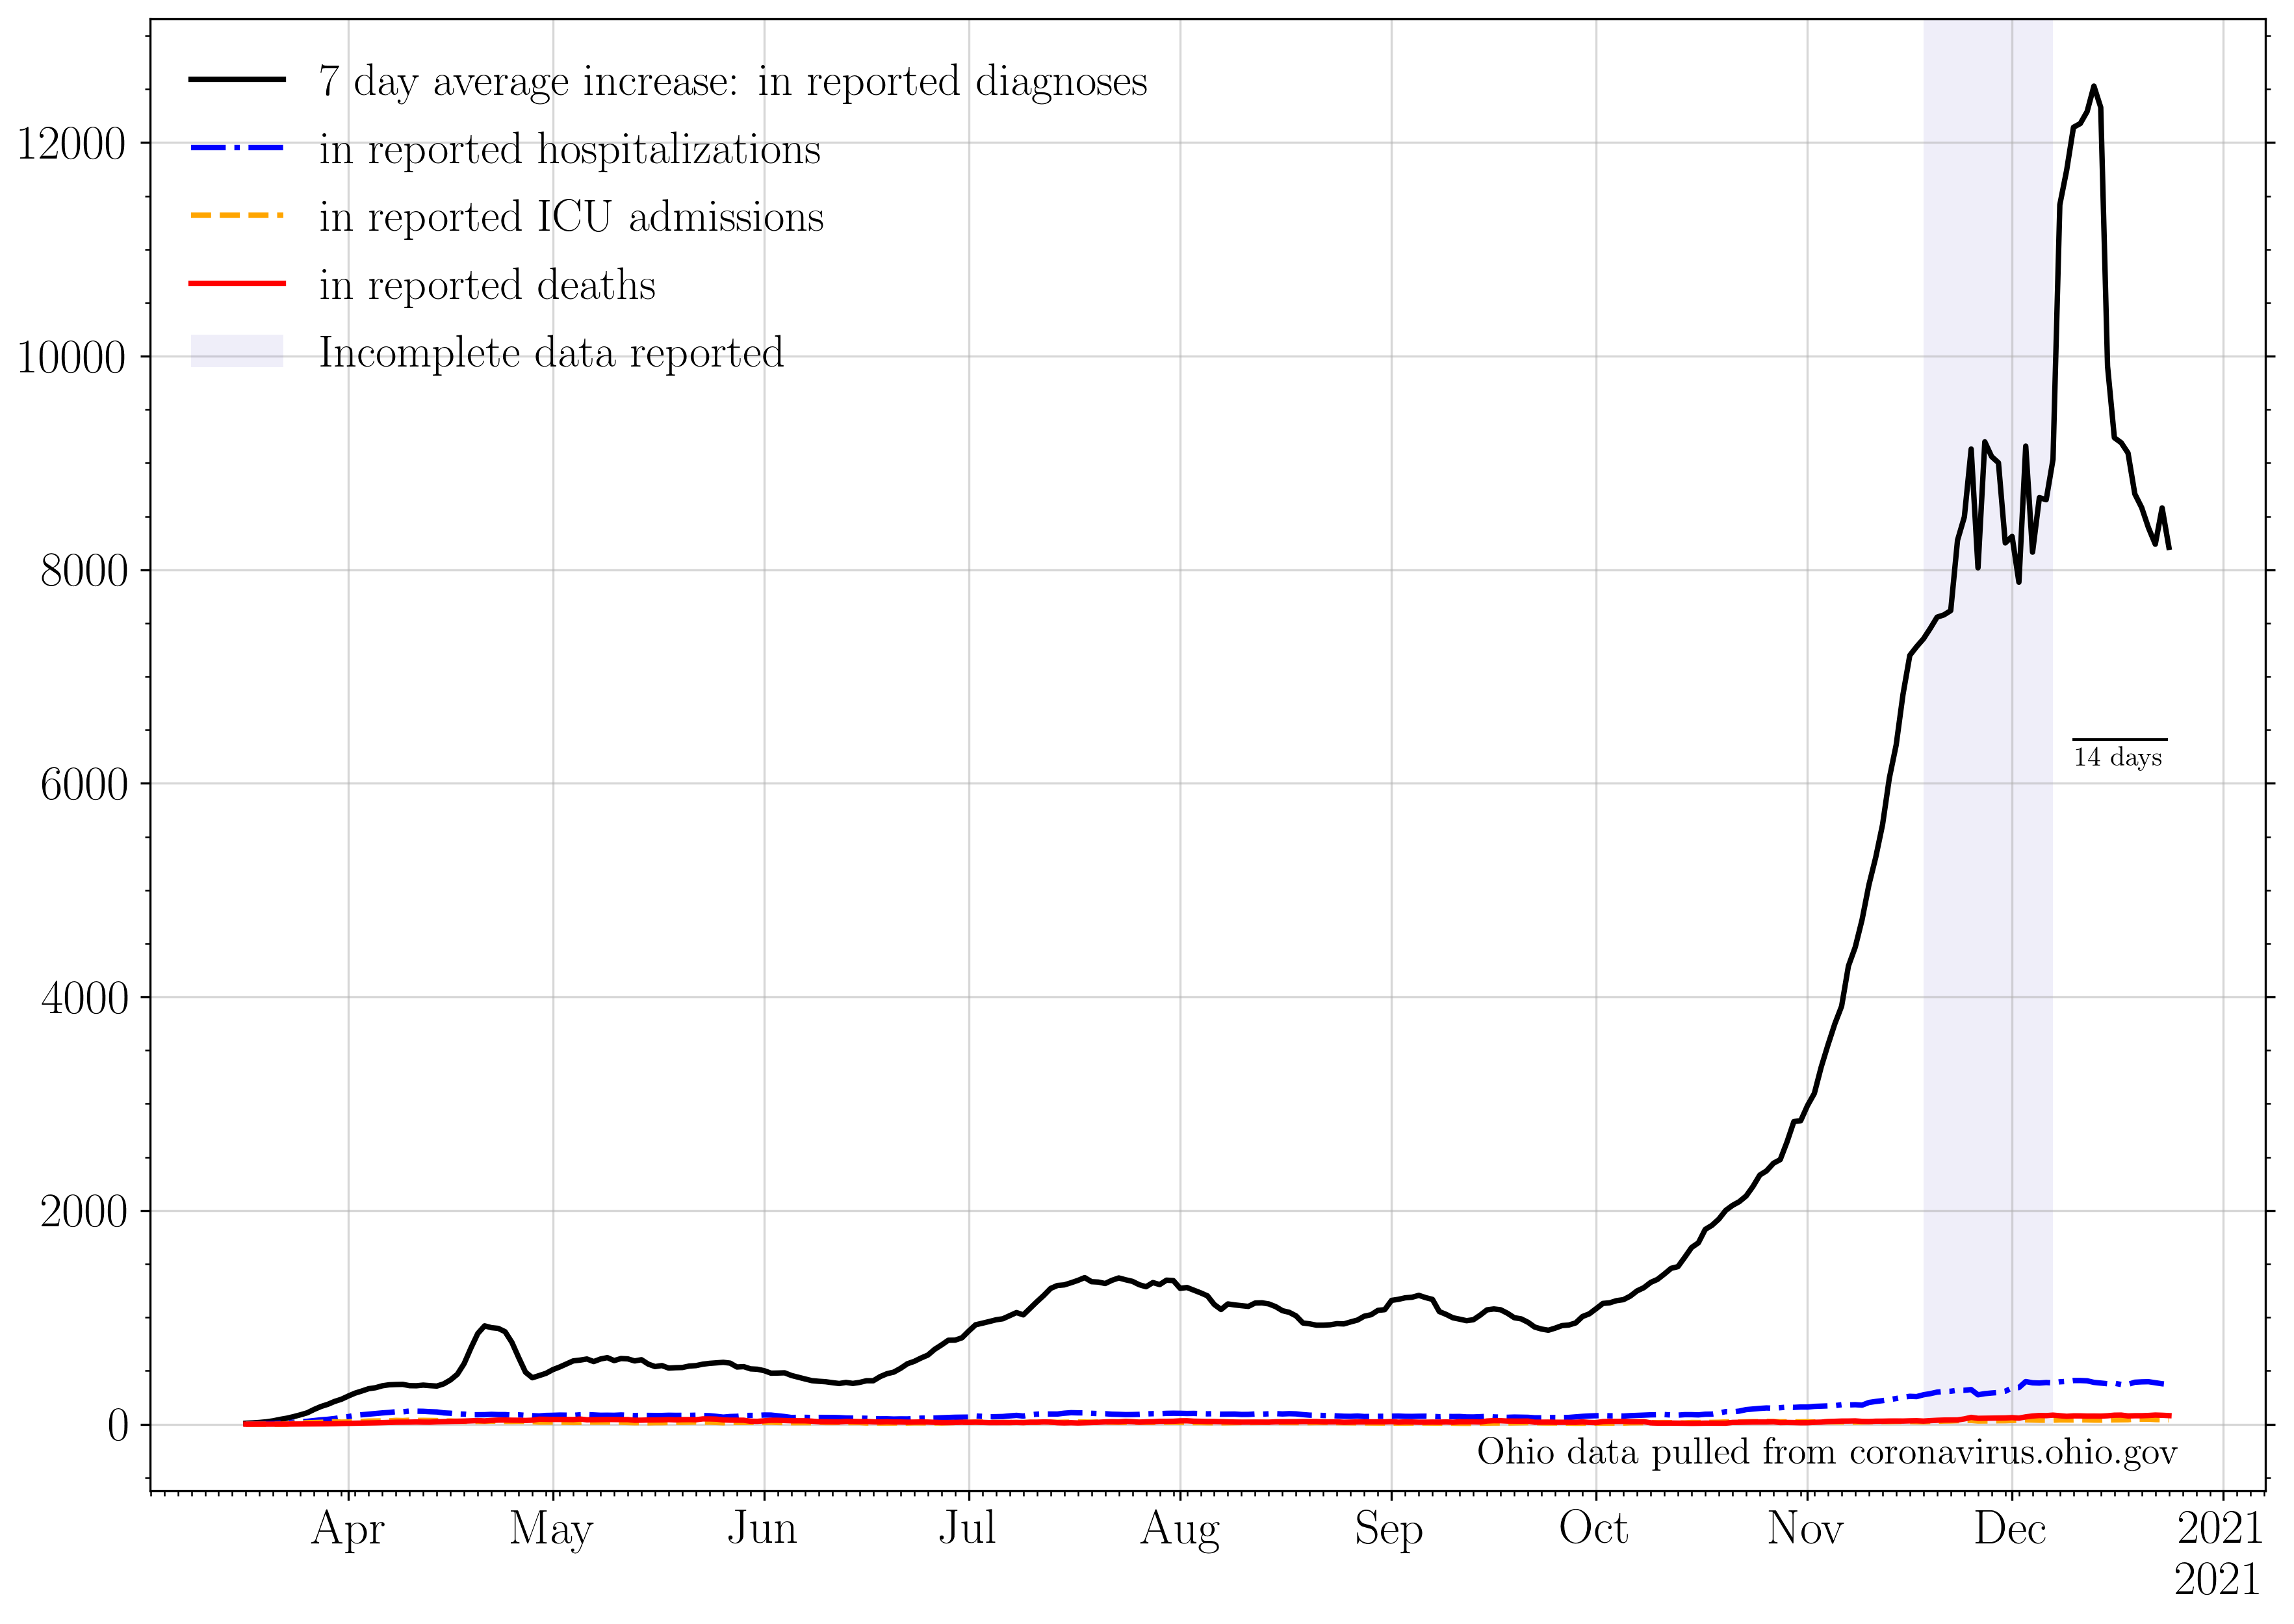 7 day average increase: in reported diagnoses
in reported hospitalizations
in reported ICU admissions
in reported deaths
Incomplete data reported
12000
10000
8000
6000
4000
2000
0
14 days
Ohio data pulled from coronavirus.ohio.gov
Apr May Jun Jul Aug Sep Oct Nov Dec 2021
2021